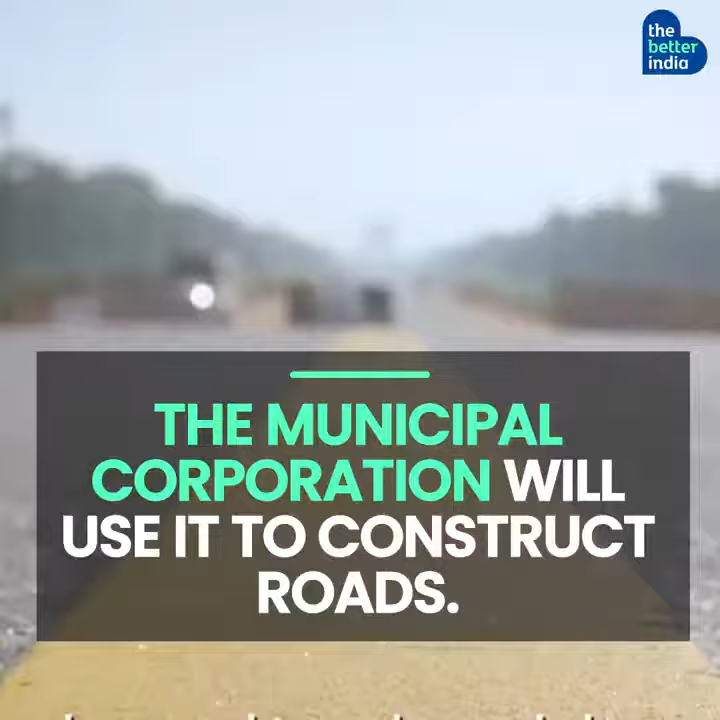 the
better
india
THE MUNICIPAL
CORPORATION WILL
USE IT TO CONSTRUCT
ROADS.